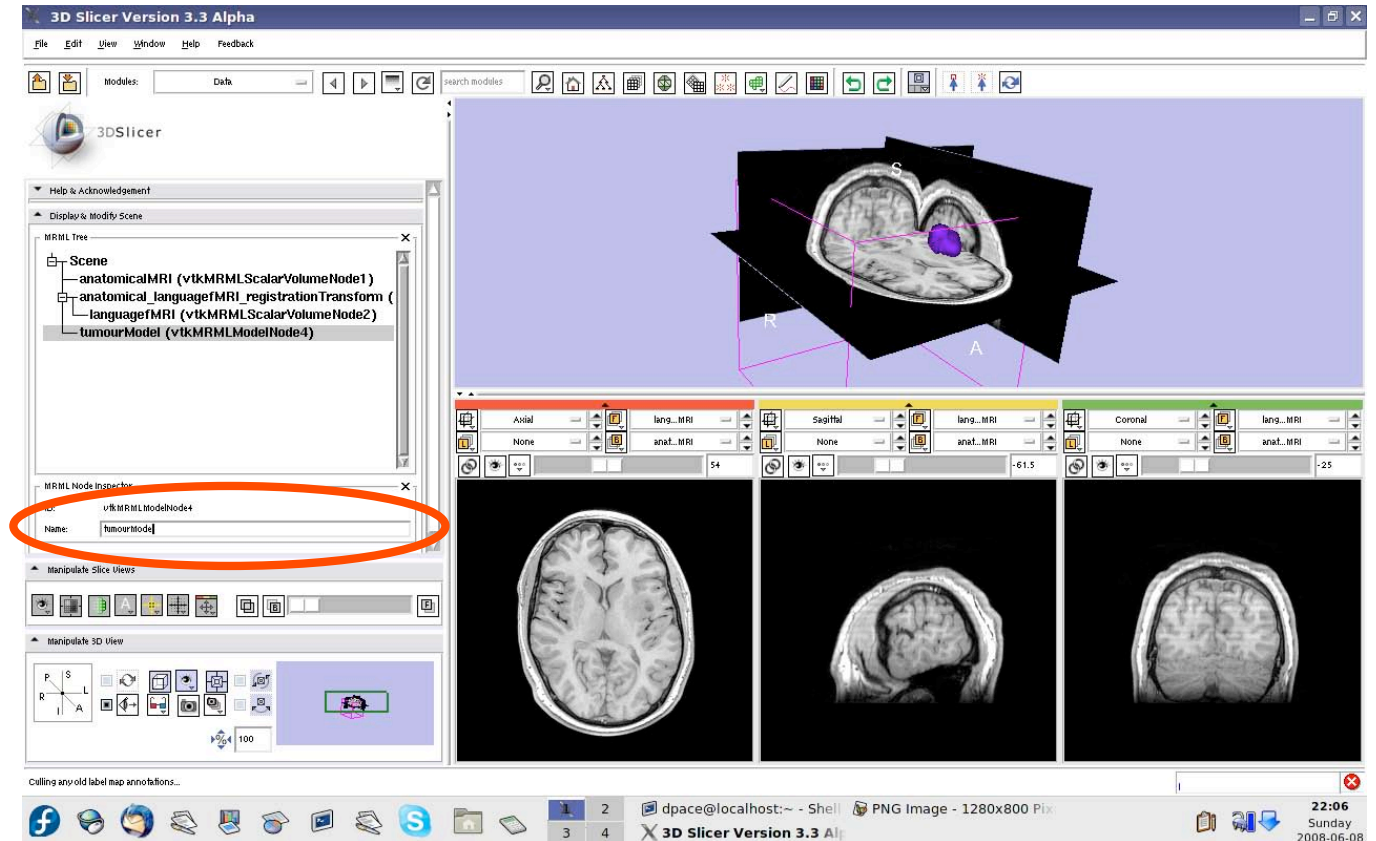 3D Slicer Version 3.3 Alpha
File Edit View Window Help Feedback
Modules: Data search modules
3DSlicer
Help & Acknowledgement
Display & Modify Scene
MRML Tree
Scene
anatomicalMRI (vtkMRMLScalarVolumeNode1)
anatomical_languagefMRI_registrationTransform (
languagefMRI (vtkMRMLScalarVolumeNode2)
tumourModel (vtkMRMLModelNode4)
MRML Node Inspector
ID: vtkMRMLModelNode4
Name: tumourModel
Manipulate Slice Views
Manipulate 3D View
P S
R L
I A
100
S
R
A
Axial lang...MRI
None anat...MRI
54
Sagittal lang...MRI
None anat...MRI
-61.5
Coronal lang...MRI
None anat...MRI
-25
Culling any old label map annotations...
1 2
3 4
dpace@localhost:~ - Shell
PNG Image - 1280x800 Pix
3D Slicer Version 3.3 Alp
22:06
Sunday
2008-06-08